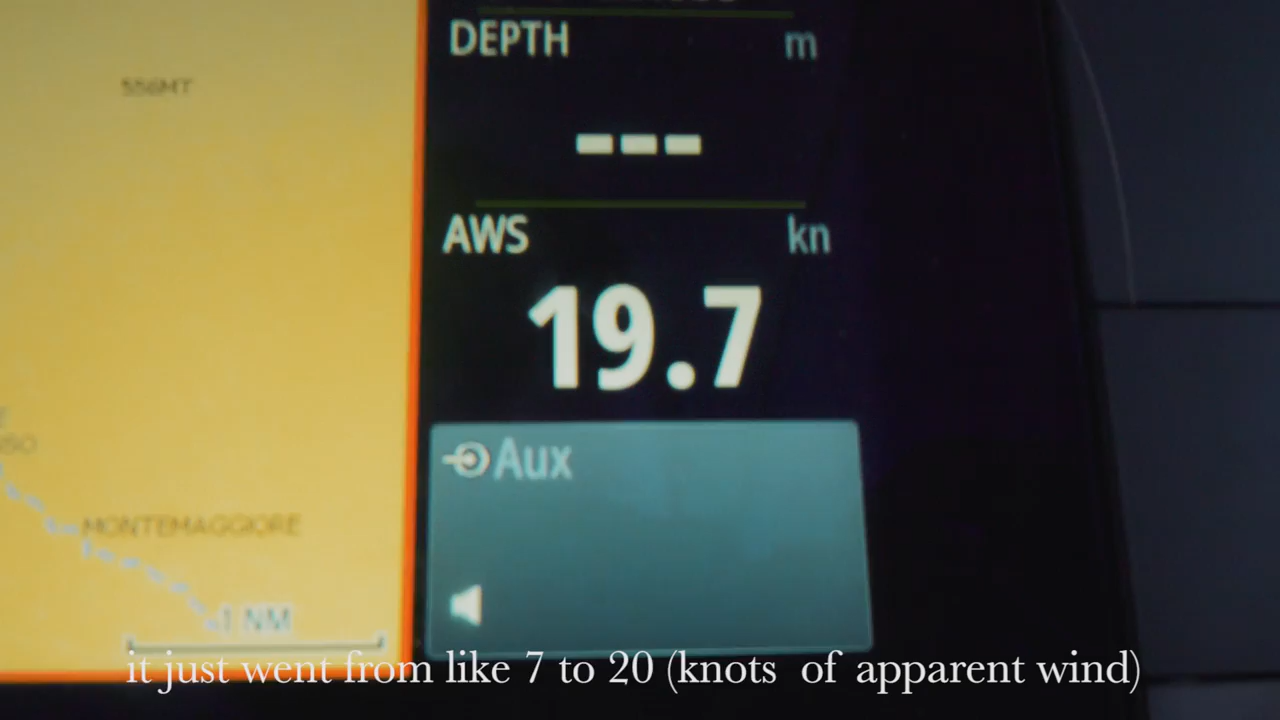 556MT
DEPTH m
---
AWS kn
19.7
Aux
MONTEMAGGIORE
1 NM
it just went from like 7 to 20 (knots of apparent wind)